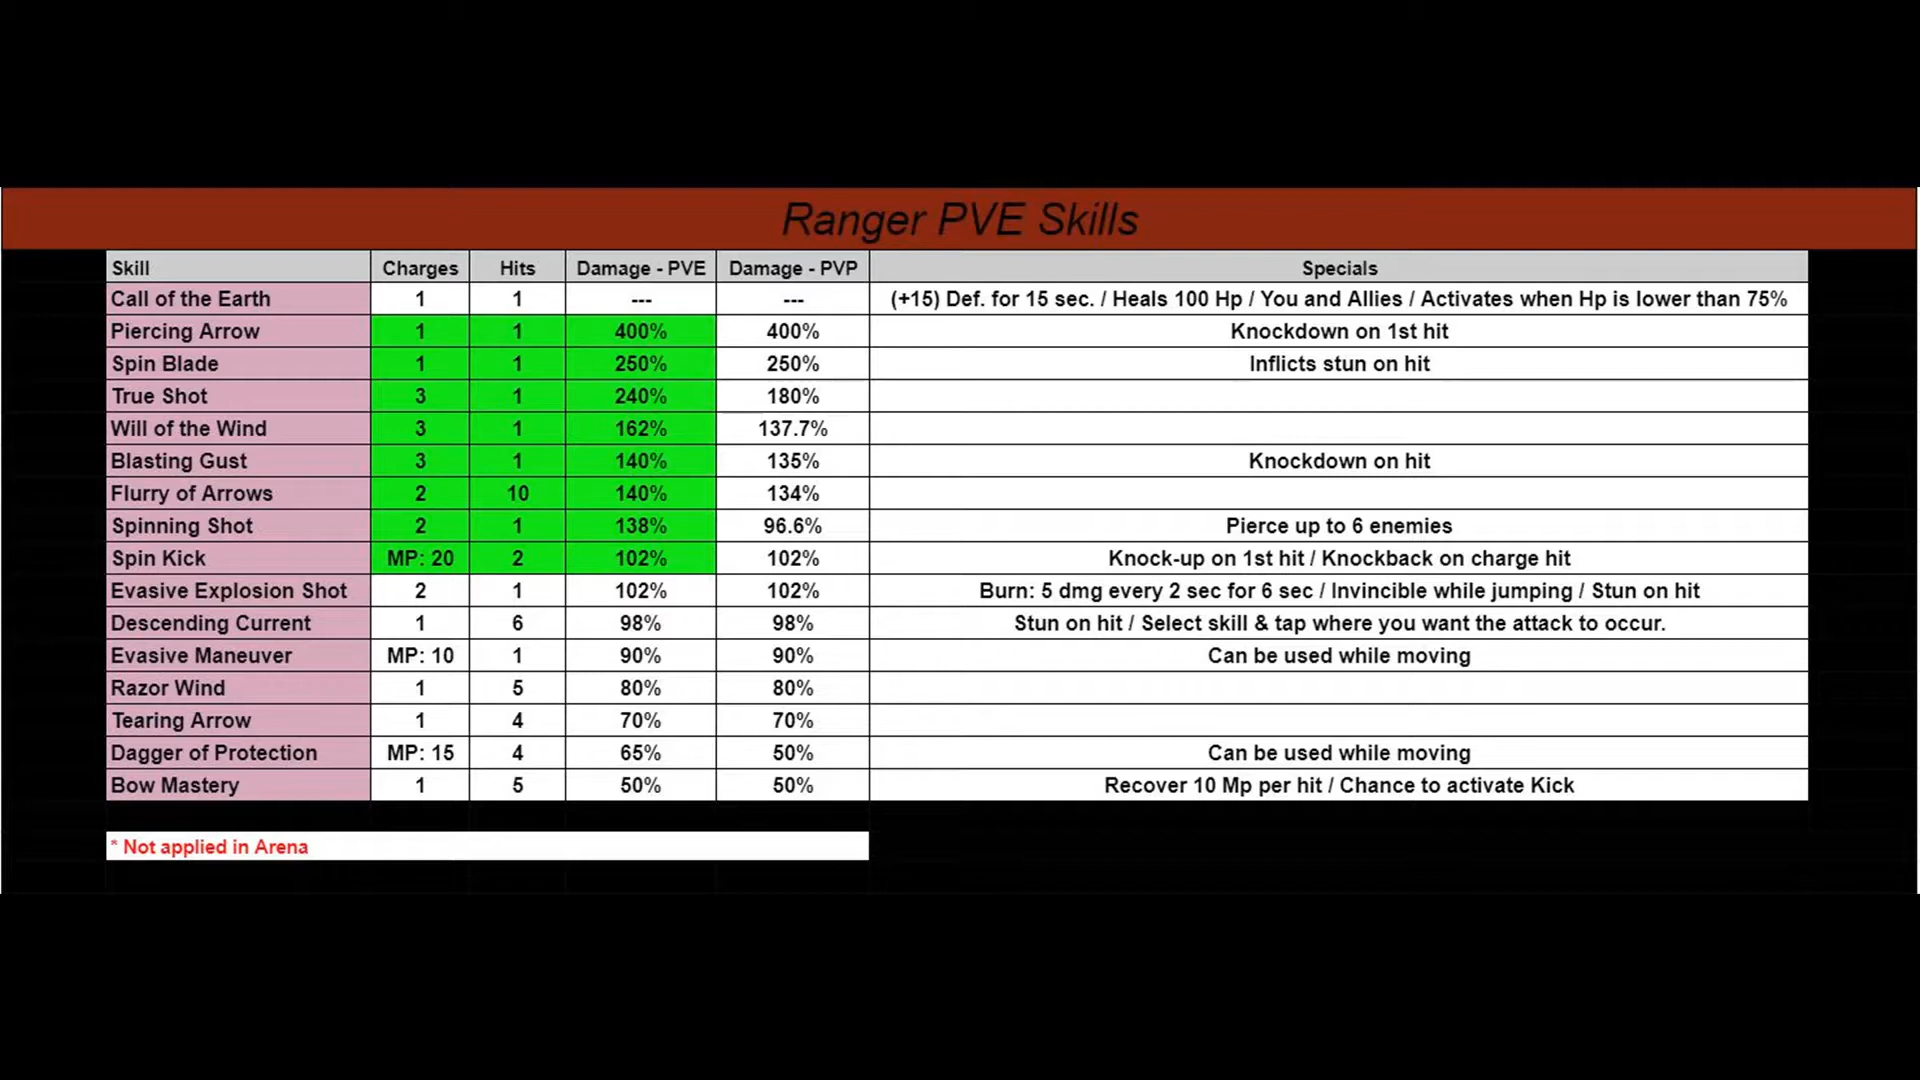 Ranger PVE Skills
Skill Charges Hits Damage - PVE Damage - PVP Specials
Call of the Earth 1 1 --- --- (+15) Def. for 15 sec. / Heals 100 Hp / You and Allies / Activates when Hp is lower than 75%
Piercing Arrow 1 1 400% 400% Knockdown on 1st hit
Spin Blade 1 1 250% 250% Inflicts stun on hit
True Shot 3 1 240% 180%
Will of the Wind 3 1 162% 137.7%
Blasting Gust 3 1 140% 135% Knockdown on hit
Flurry of Arrows 2 10 140% 134%
Spinning Shot 2 1 138% 96.6% Pierce up to 6 enemies
Spin Kick MP: 20 2 102% 102% Knock-up on 1st hit / Knockback on charge hit
Evasive Explosion Shot 2 1 102% 102% Burn: 5 dmg every 2 sec for 6 sec / Invincible while jumping / Stun on hit
Descending Current 1 6 98% 98% Stun on hit / Select skill & tap where you want the attack to occur.
Evasive Maneuver MP: 10 1 90% 90% Can be used while moving
Razor Wind 1 5 80% 80%
Tearing Arrow 1 4 70% 70%
Dagger of Protection MP: 15 4 65% 50% Can be used while moving
Bow Mastery 1 5 50% 50% Recover 10 Mp per hit / Chance to activate Kick
* Not applied in Arena